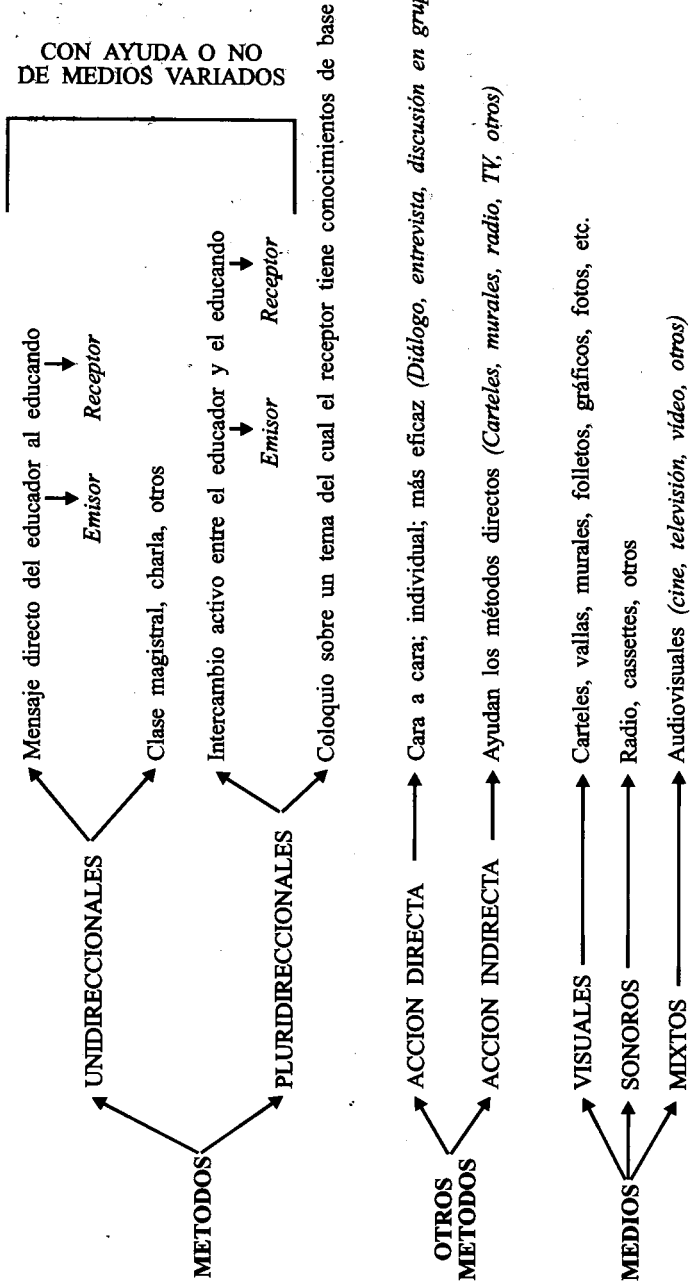 CON AYUDA O NO
DE MEDIOS VARIADOS
METODOS
UNIDIRECCIONALES
Mensaje directo del educador al educando
Emisor Receptor
Clase magistral, charla, otros
PLURIDIRECCIONALES
Intercambio activo entre el educador y el educando
Emisor Receptor
Coloquio sobre un tema del cual el receptor tiene conocimientos de base
OTROS
METODOS
ACCION DIRECTA
Cara a cara; individual; más eficaz (Diálogo, entrevista, discusión en grup
ACCION INDIRECTA
Ayudan los métodos directos (Carteles, murales, radio, TV, otros)
MEDIOS
VISUALES
Carteles, vallas, murales, folletos, gráficos, fotos, etc.
SONOROS
Radio, cassettes, otros
MIXTOS
Audiovisuales (cine, televisión, vídeo, otros)